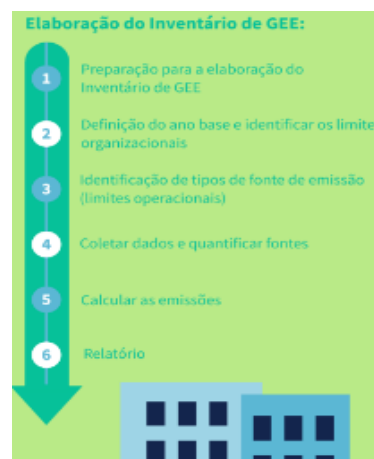 Elaboração do Inventário de GEE:
1 Preparação para a elaboração do
Inventário de GEE
2 Definição do ano base e identificar os limite
organizacionais
3 Identificação de tipos de fonte de emissão
(limites operacionais)
4 Coletar dados e quantificar fontes
5 Calcular as emissões
6 Relatório